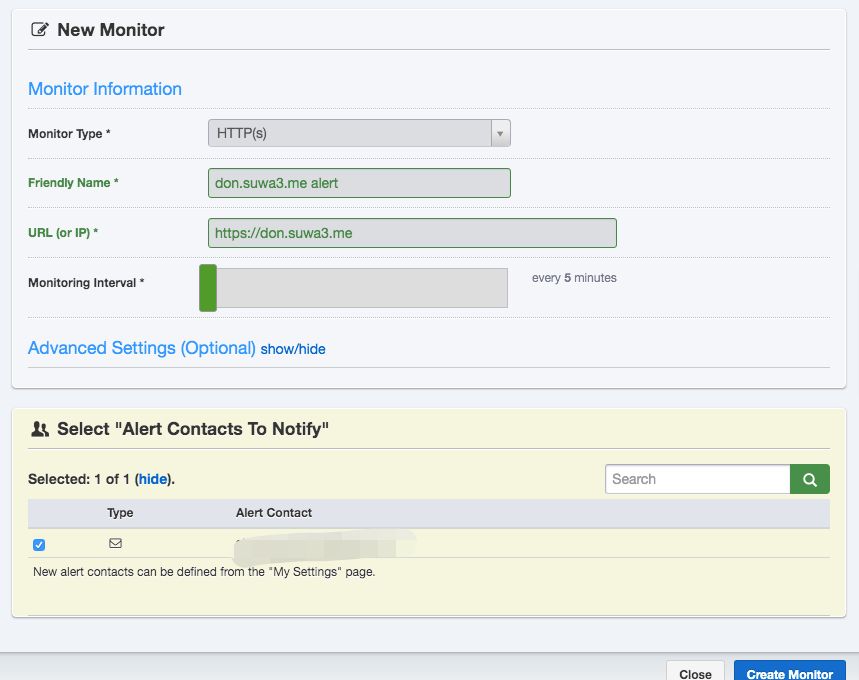 New Monitor
Monitor Information
Monitor Type *
HTTP(s)
Friendly Name *
don.suwa3.me alert
URL (or IP) *
https://don.suwa3.me
Monitoring Interval *
every 5 minutes
Advanced Settings (Optional) show/hide
Select "Alert Contacts To Notify"
Selected: 1 of 1 (hide).
Search
Type Alert Contact
New alert contacts can be defined from the "My Settings" page.
Close Create Monitor